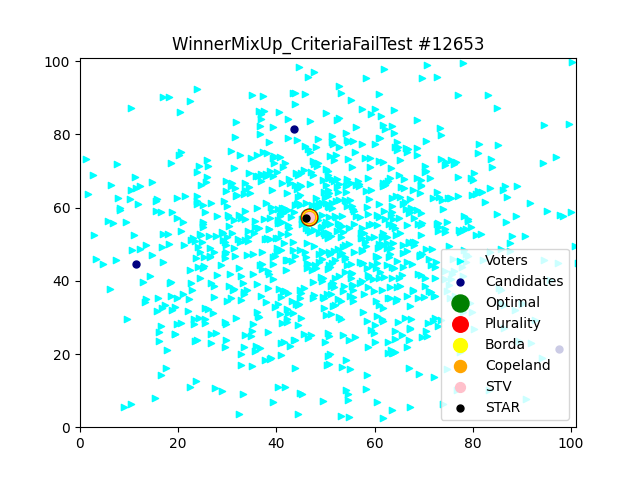 WinnerMixUp_CriteriaFailTest #12653
100
80
60
40
20
0
0
20
40
60
80
100
Voters
Candidates
Optimal
Plurality
Borda
Copeland
STV
STAR